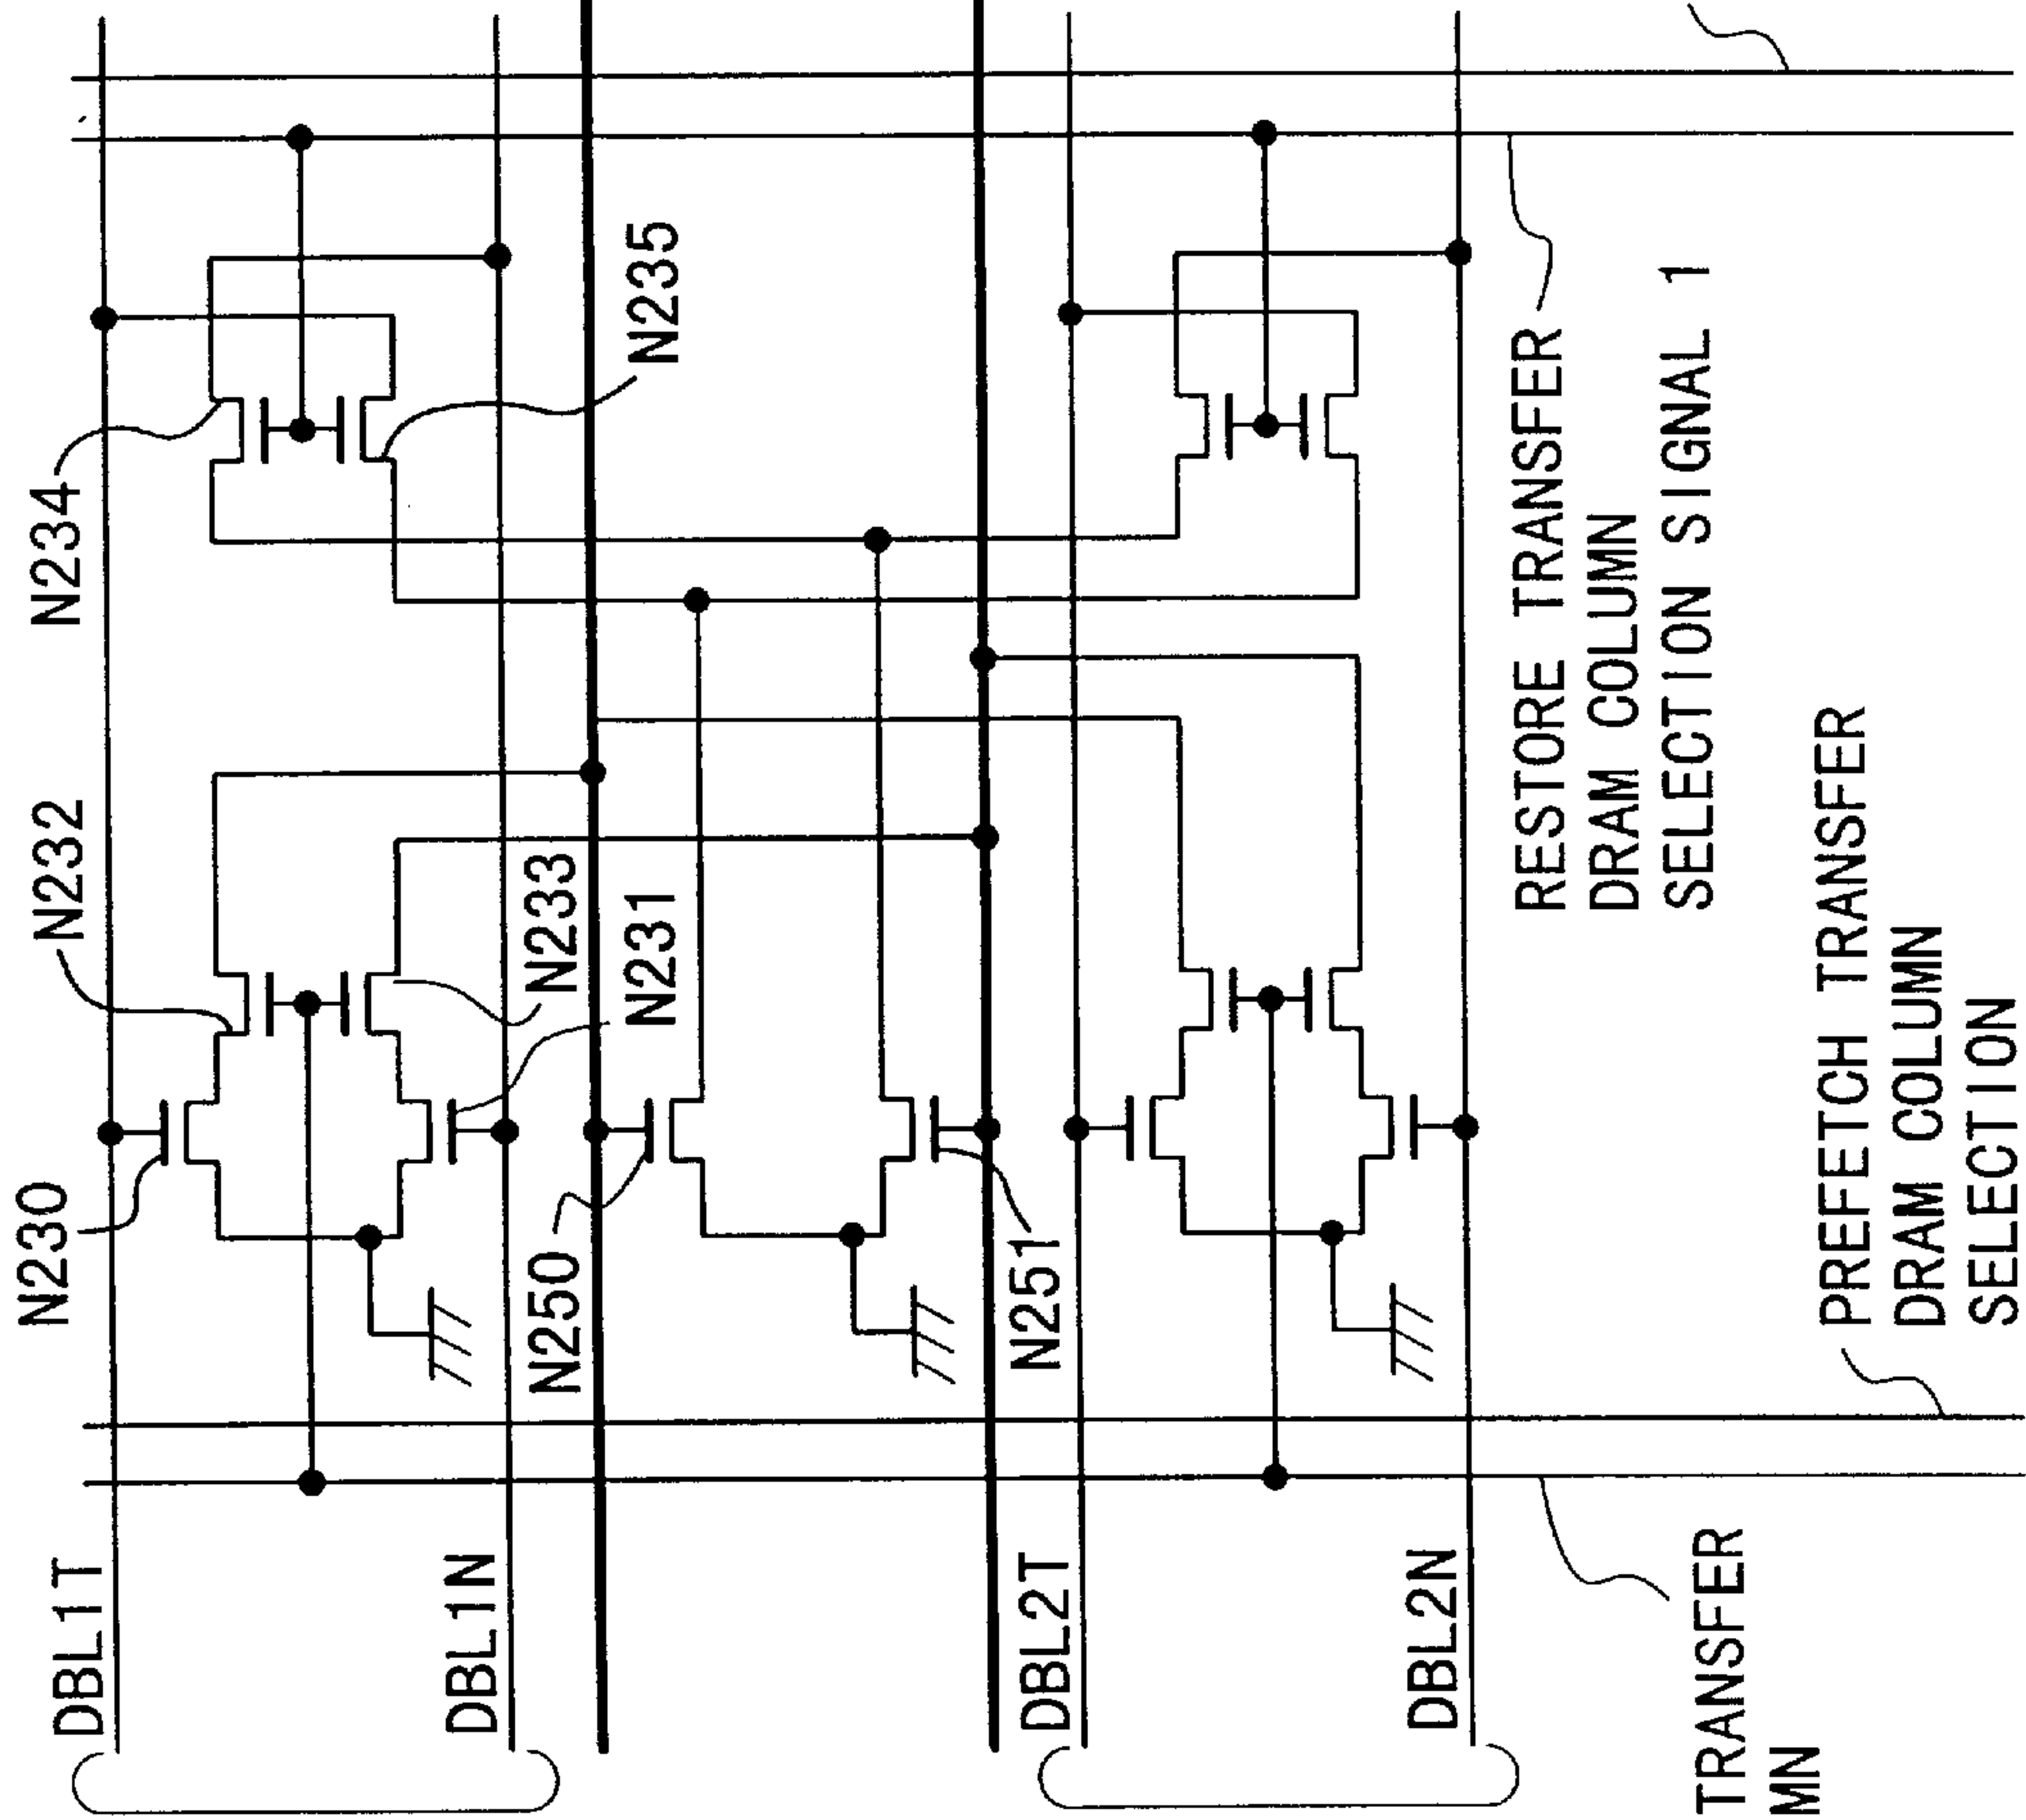 DBL1T
DBL1N
DBL2T
DBL2N
N230
N232
N234
N233
N231
N235
N250
N251
RESTORE TRANSFER
DRAM COLUMN
SELECTION SIGNAL 1
PREFETCH TRANSFER
DRAM COLUMN
SELECTION
TRANSFER
MN